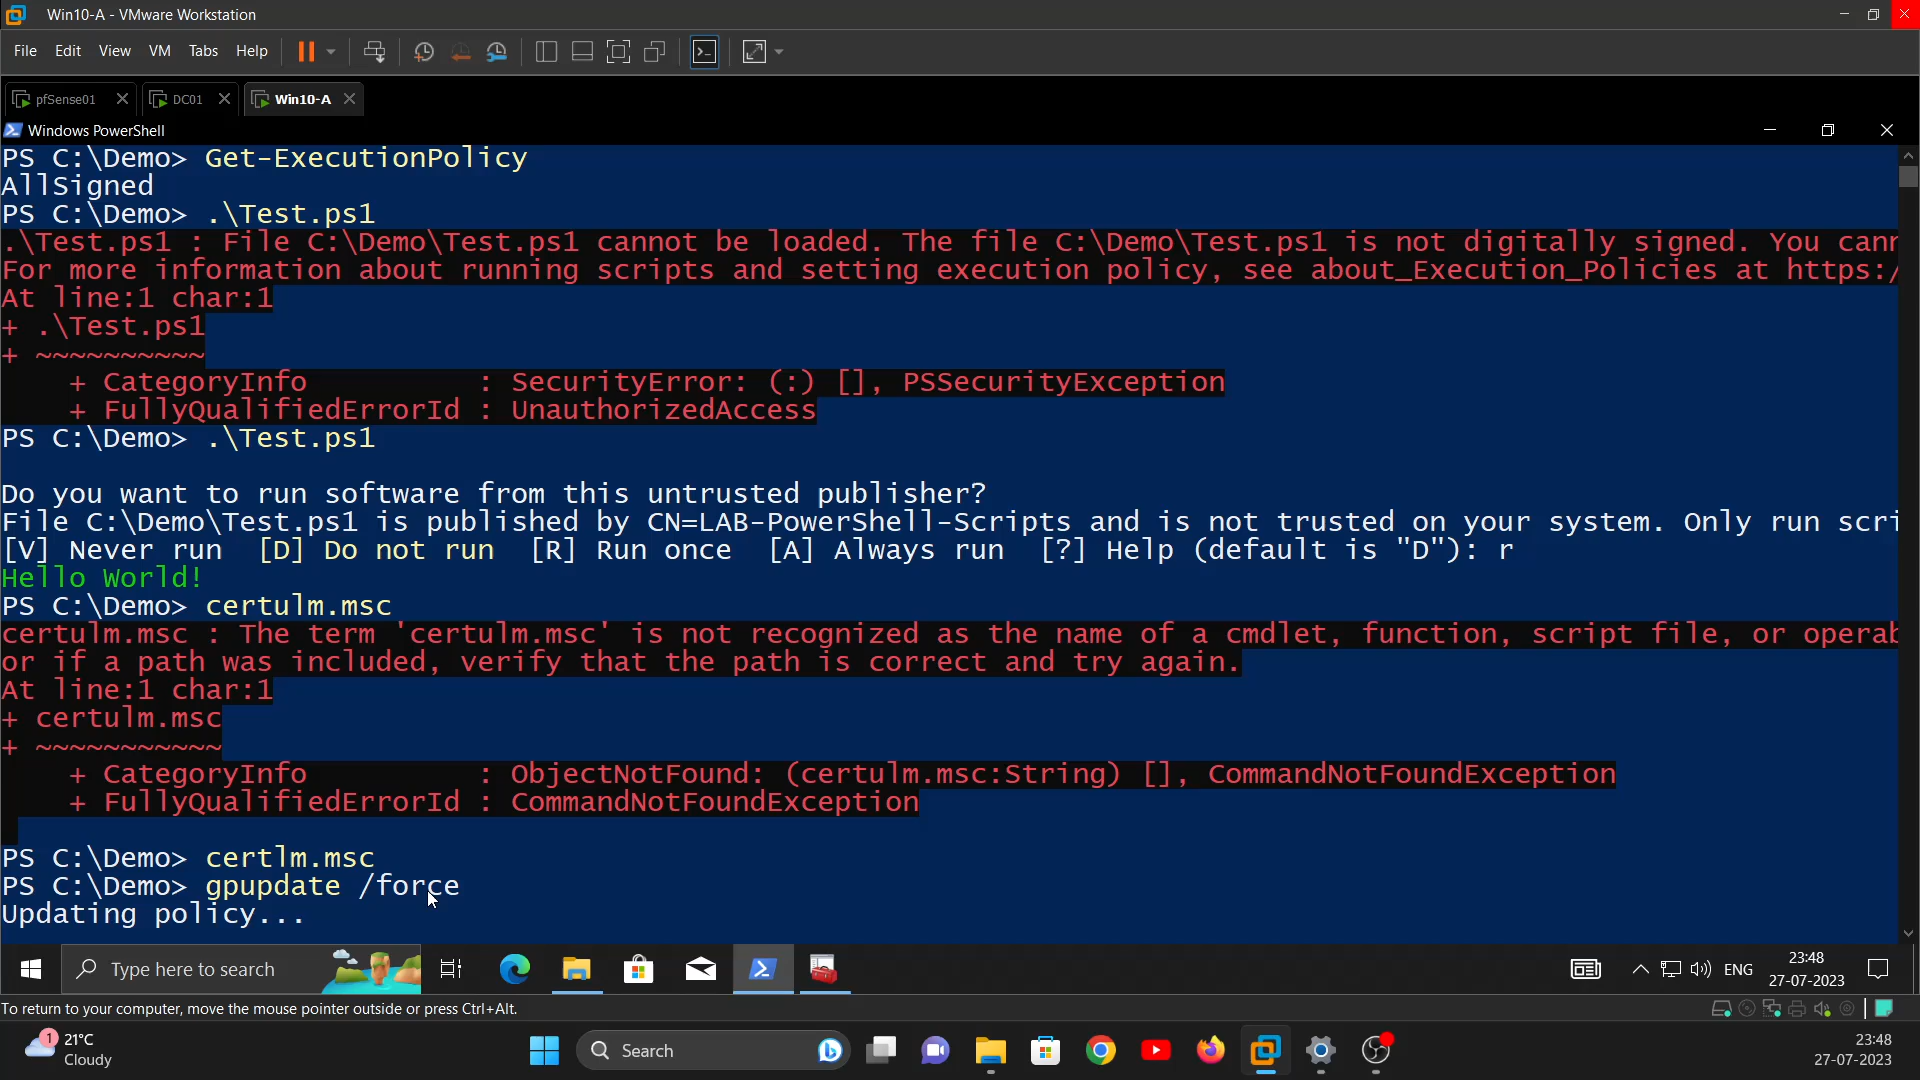 Win10-A - VMware Workstation
File Edit View VM Tabs Help
pfSense01 DC01 Win10-A
Windows PowerShell
PS C:\Demo> Get-ExecutionPolicy
AllSigned
PS C:\Demo> .\Test.ps1
.\Test.ps1 : File C:\Demo\Test.ps1 cannot be loaded. The file C:\Demo\Test.ps1 is not digitally signed. You cann
For more information about running scripts and setting execution policy, see about_Execution_Policies at https:/
At line:1 char:1
+ .\Test.ps1
+ ~~~~~~~~~~
+ CategoryInfo : SecurityError: (:) [], PSSecurityException
+ FullyQualifiedErrorId : UnauthorizedAccess
PS C:\Demo> .\Test.ps1
Do you want to run software from this untrusted publisher?
File C:\Demo\Test.ps1 is published by CN=LAB-PowerShell-Scripts and is not trusted on your system. Only run scri
[V] Never run [D] Do not run [R] Run once [A] Always run [?] Help (default is "D"): r
Hello World!
PS C:\Demo> certulm.msc
certulm.msc : The term 'certulm.msc' is not recognized as the name of a cmdlet, function, script file, or operab
or if a path was included, verify that the path is correct and try again.
At line:1 char:1
+ certulm.msc
+ ~~~~~~~~~~~
+ CategoryInfo : ObjectNotFound: (certulm.msc:String) [], CommandNotFoundException
+ FullyQualifiedErrorId : CommandNotFoundException
PS C:\Demo> certlm.msc
PS C:\Demo> gpupdate /force
Updating policy...
Type here to search
ENG
23:48
27-07-2023
To return to your computer, move the mouse pointer outside or press Ctrl+Alt.
1
21°C
Cloudy
Search
23:48
27-07-2023